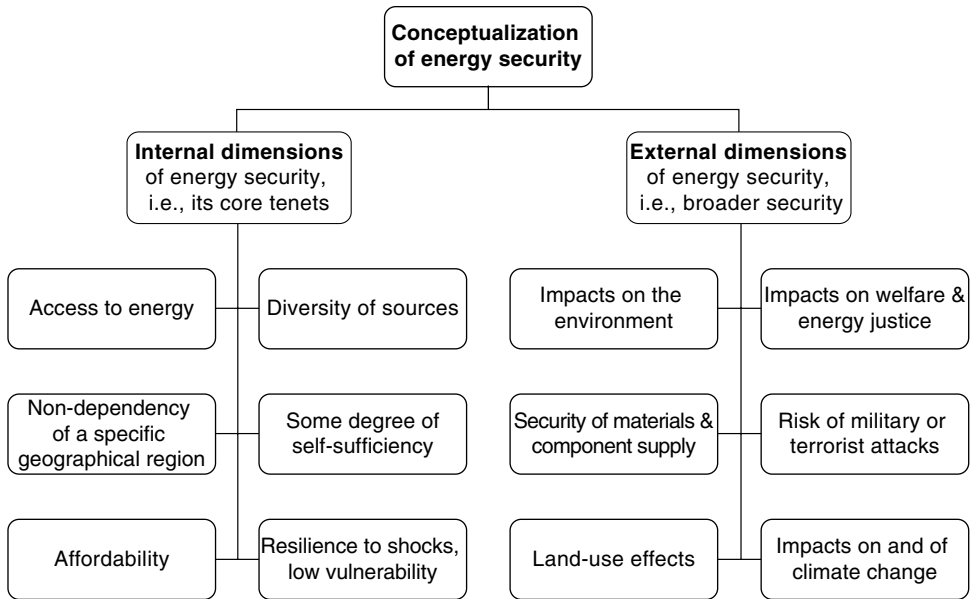 Conceptualization
of energy security
Internal dimensions
of energy security,
i.e., its core tenets
External dimensions
of energy security,
i.e., broader security
Access to energy
Diversity of sources
Impacts on the
environment
Impacts on welfare &
energy justice
Non-dependency
of a specific
geographical region
Some degree of
self-sufficiency
Security of materials &
component supply
Risk of military or
terrorist attacks
Affordability
Resilience to shocks,
low vulnerability
Land-use effects
Impacts on and of
climate change